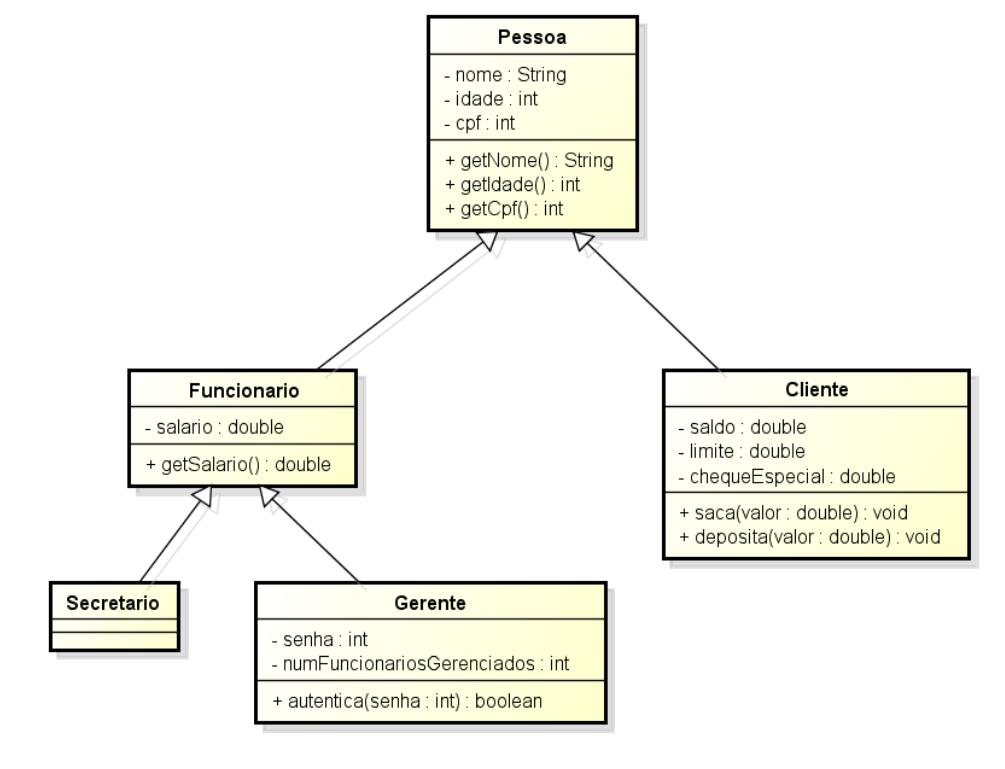 Pessoa
- nome : String
- idade : int
- cpf : int
+ getNome() : String
+ getIdade() : int
+ getCpf() : int
Funcionario
- salario : double
+ getSalario() : double
Cliente
- saldo : double
- limite : double
- chequeEspecial : double
+ saca(valor : double) : void
+ deposita(valor : double) : void
Secretario
Gerente
- senha : int
- numFuncionariosGerenciados : int
+ autentica(senha : int) : boolean